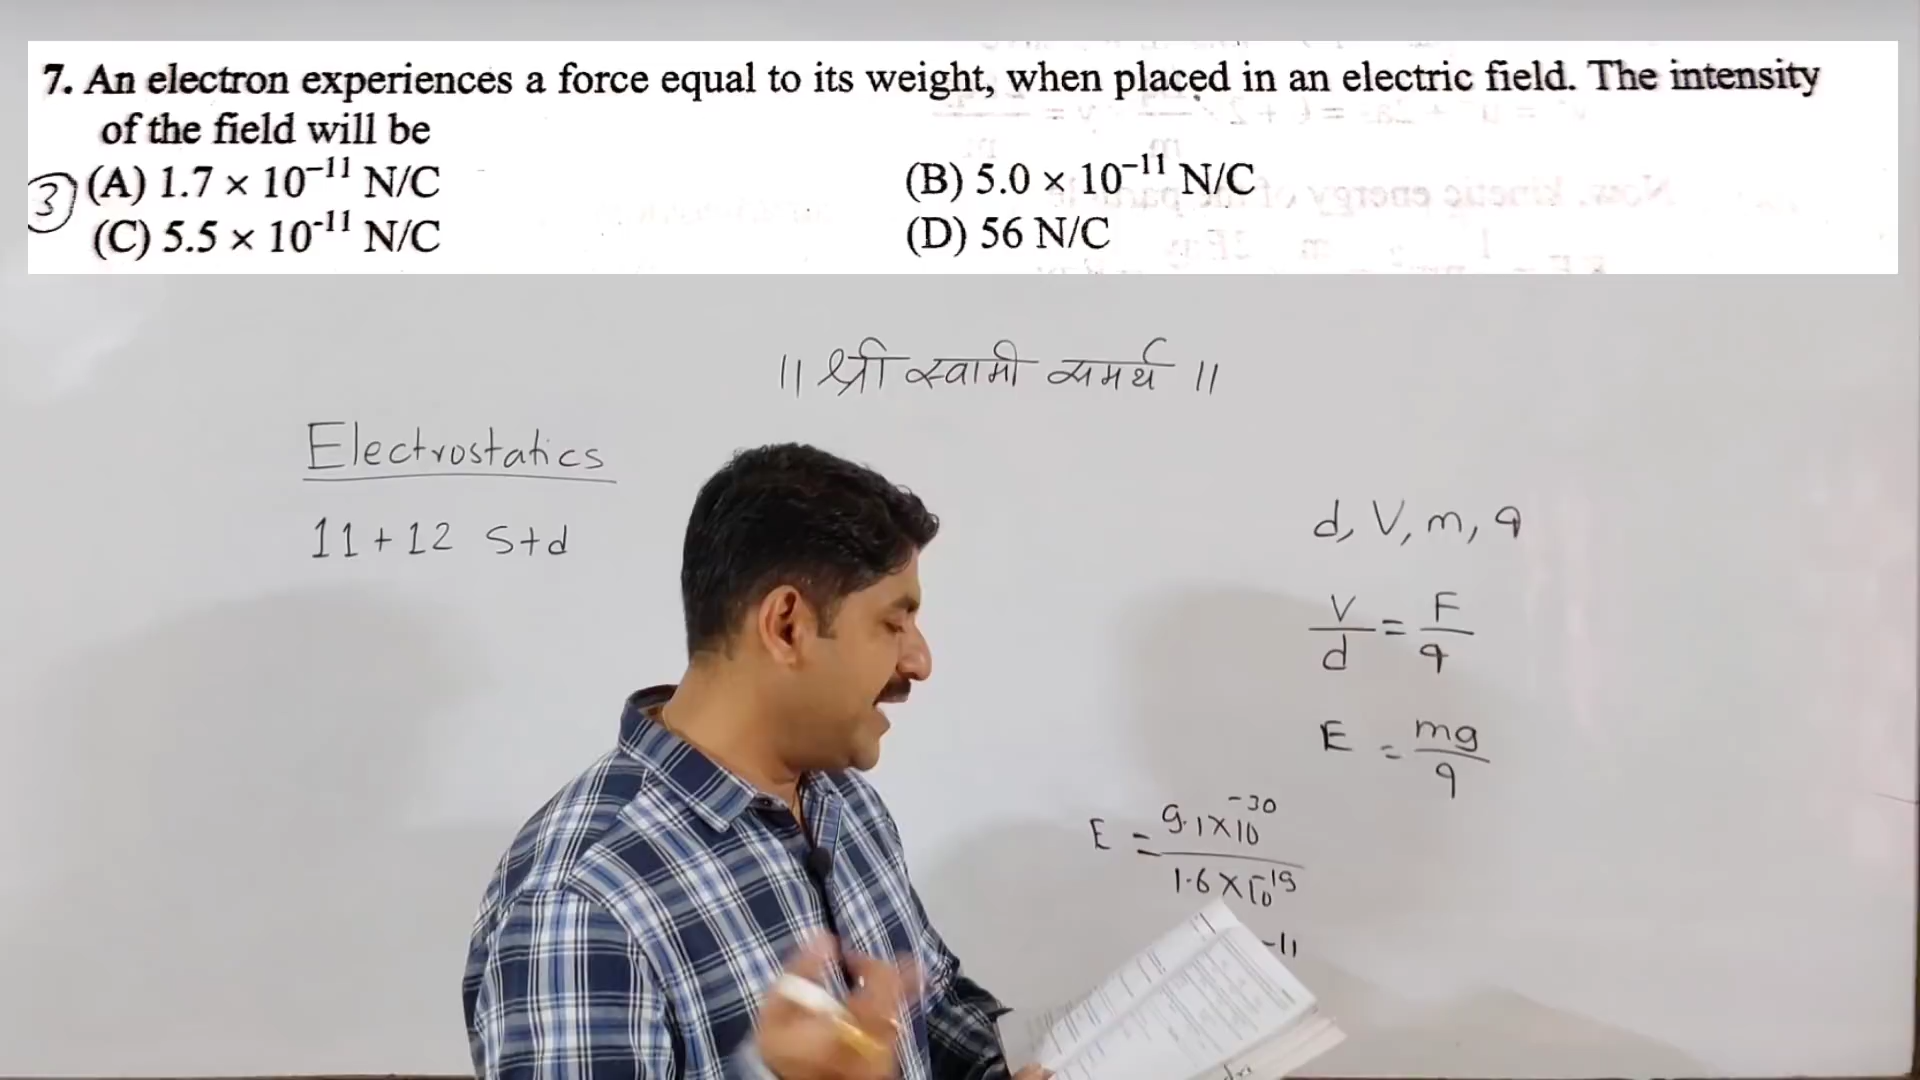 7. An electron experiences a force equal to its weight, when placed in an electric field. The intensity
of the field will be
(A) 1.7 × 10⁻¹¹ N/C (B) 5.0 × 10⁻¹¹ N/C
3
(C) 5.5 × 10⁻¹¹ N/C (D) 56 N/C
॥ श्री स्वामी समर्थ ॥
Electrostatics
11+12 Std
d, V, m, q
V/d = F/q
E = mg/q
E = 9.1×10⁻³⁰/1.6×10⁻¹⁹
-11